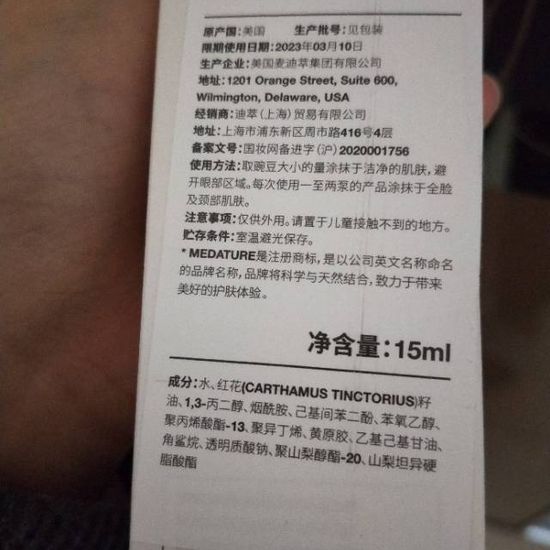 原产国：美国 生产批号：见包装
限期使用日期：2023年03月10日
生产企业：美国麦迪萃集团有限公司
地址：1201 Orange Street, Suite 600,
Wilmington, Delaware, USA
经销商：迪萃（上海）贸易有限公司
地址：上海市浦东新区周市路416号4层
备案文号：国妆网备进字（沪）2020001756
使用方法：取豌豆大小的量涂抹于洁净的肌肤，避
开眼部区域。每次使用一至两泵的产品涂抹于全脸
及颈部肌肤。
注意事项：仅供外用。请置于儿童接触不到的地方。
贮存条件：室温避光保存。
* MEDATURE是注册商标，是以公司英文名称命名
的品牌名称，品牌将科学与天然结合，致力于带来
美好的护肤体验。
净含量：15ml
成分：水、红花(CARTHAMUS TINCTORIUS)籽
油、1,3-丙二醇、烟酰胺、己基间苯二酚、苯氧乙醇、
聚丙烯酸酯-13、聚异丁烯、黄原胶、乙基己基甘油、
角鲨烷、透明质酸钠、聚山梨醇酯-20、山梨坦异硬
脂酸酯